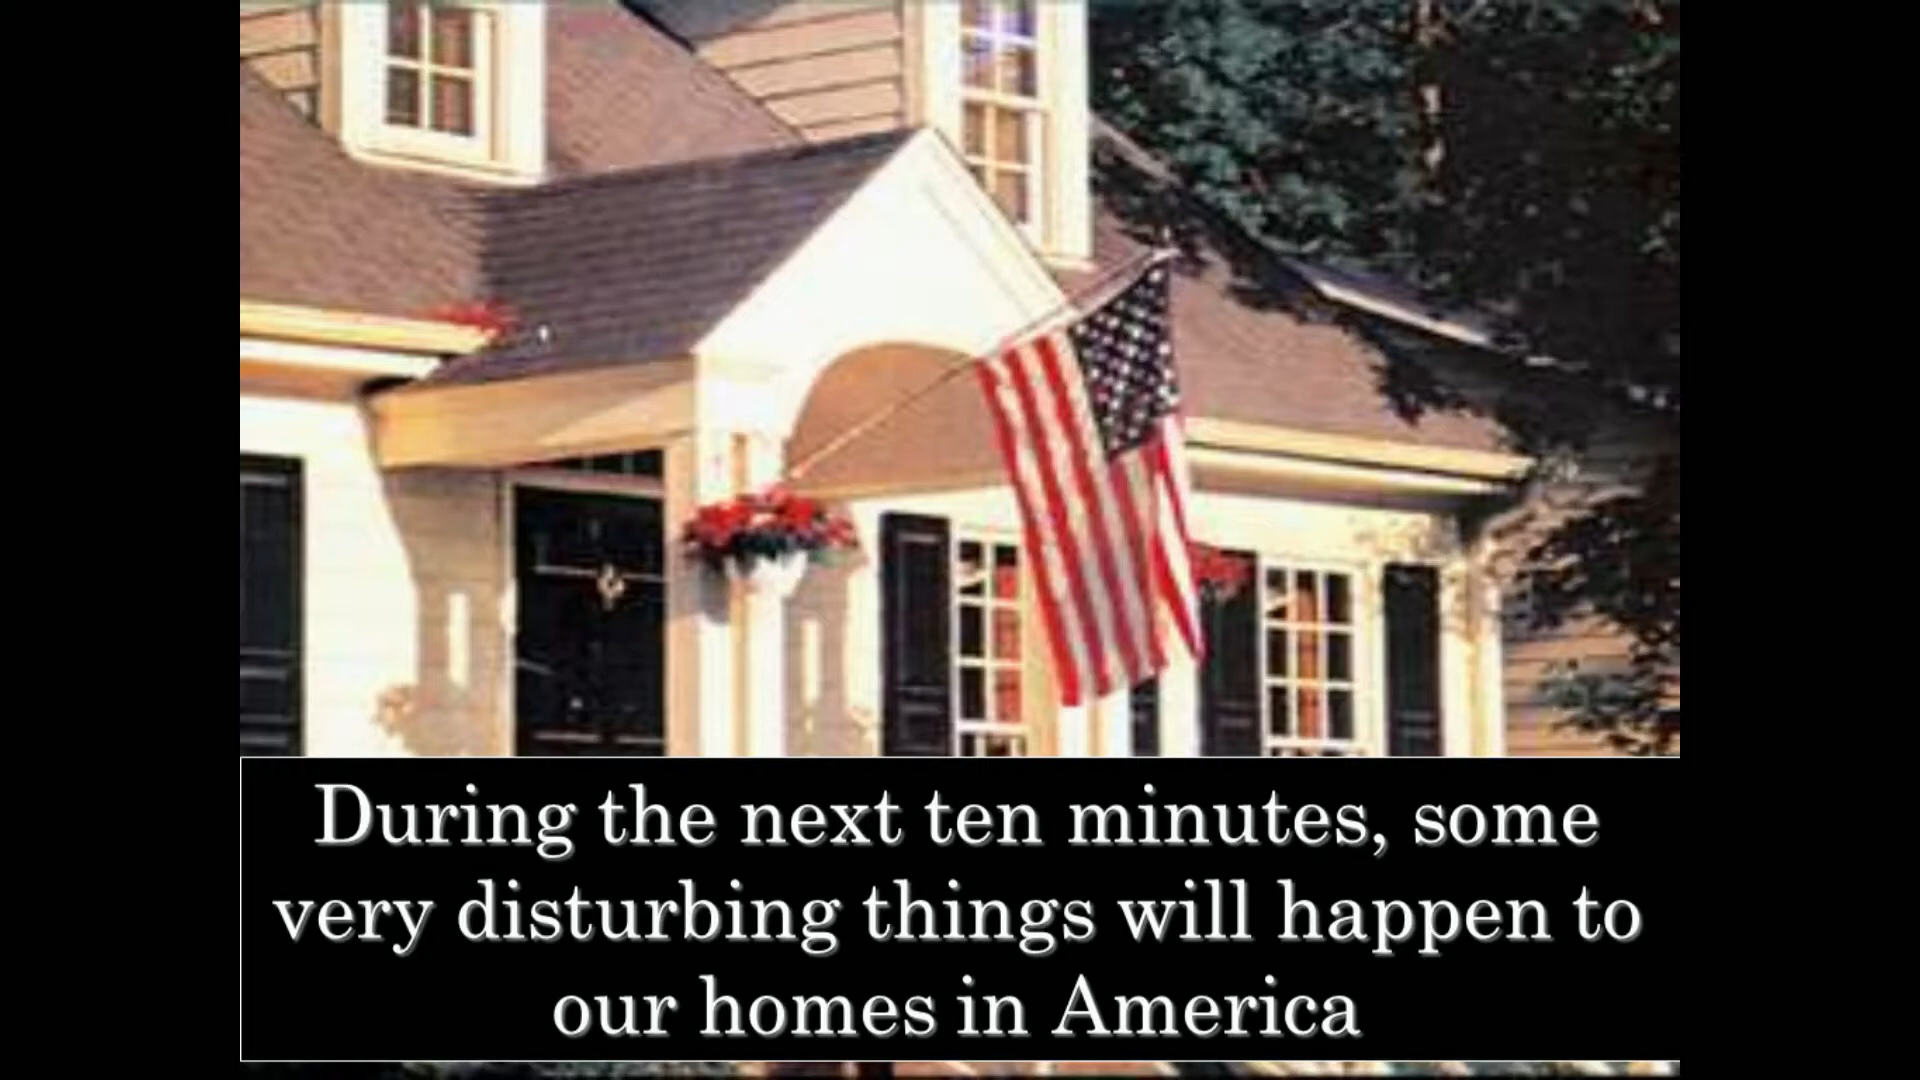 During the next ten minutes, some
very disturbing things will happen to
our homes in America